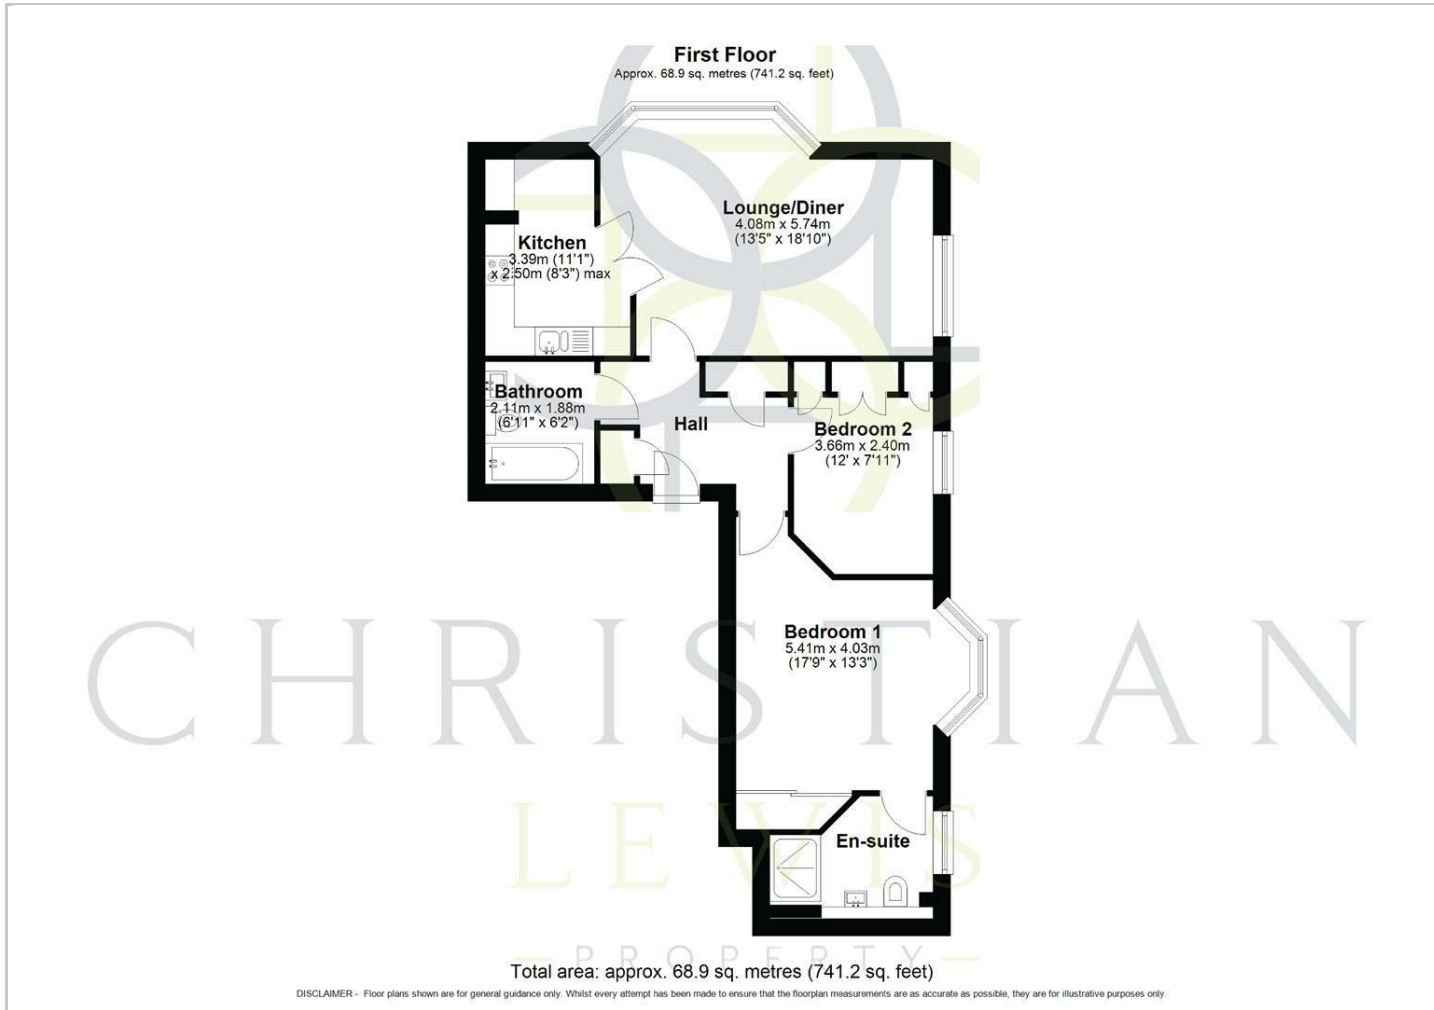 First Floor
Approx. 68.9 sq. metres (741.2 sq. feet)
Lounge/Diner
4.08m x 5.74m
(13'5" x 18'10")
Kitchen
3.39m (11'1")
x 2.50m (8'3") max
Bathroom
2.11m x 1.88m
(6'11" x 6'2")
Hall
Bedroom 2
3.66m x 2.40m
(12' x 7'11")
Bedroom 1
5.41m x 4.03m
(17'9" x 13'3")
CHRISTIAN
LEWIS
En-suite
PROPERTY
Total area: approx. 68.9 sq. metres (741.2 sq. feet)
DISCLAIMER - Floor plans shown are for general guidance only. Whilst every attempt has been made to ensure that the floorplan measurements are as accurate as possible, they are for illustrative purposes only.